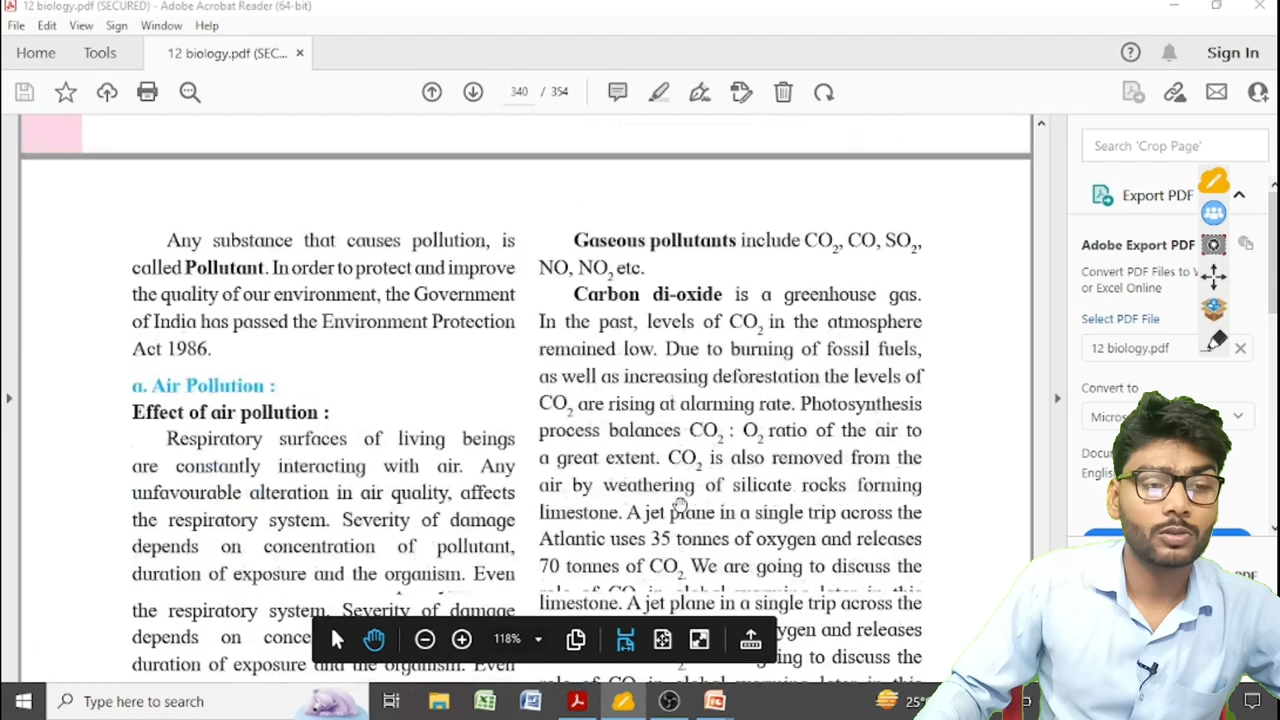 12 biology.pdf (SECURED) - Adobe Acrobat Reader (64-bit)
File Edit View Sign Window Help
Home Tools 12 biology.pdf (SEC... × Sign In
340 / 354
Any substance that causes pollution, is
called Pollutant. In order to protect and improve
the quality of our environment, the Government
of India has passed the Environment Protection
Act 1986.
a. Air Pollution :
Effect of air pollution :
Respiratory surfaces of living beings
are constantly interacting with air. Any
unfavourable alteration in air quality, affects
the respiratory system. Severity of damage
depends on concentration of pollutant,
duration of exposure and the organism. Even
the respiratory system. Severity of damage
depends on conce
duration of exposure and the organism. Even
Gaseous pollutants include CO₂, CO, SO₂,
NO, NO₂ etc.
Carbon di-oxide is a greenhouse gas.
In the past, levels of CO₂ in the atmosphere
remained low. Due to burning of fossil fuels,
as well as increasing deforestation the levels of
CO₂ are rising at alarming rate. Photosynthesis
process balances CO₂ : O₂ ratio of the air to
a great extent. CO₂ is also removed from the
air by weathering of silicate rocks forming
limestone. A jet plane in a single trip across the
Atlantic uses 35 tonnes of oxygen and releases
70 tonnes of CO₂. We are going to discuss the
limestone. A jet plane in a single trip across the
ygen and releases
ing to discuss the
118%
Search 'Crop Page'
Export PDF
Adobe Export PDF
Convert PDF Files to W
or Excel Online
Select PDF File
12 biology.pdf
Convert to
Micros
Docu
English
Type here to search
25°